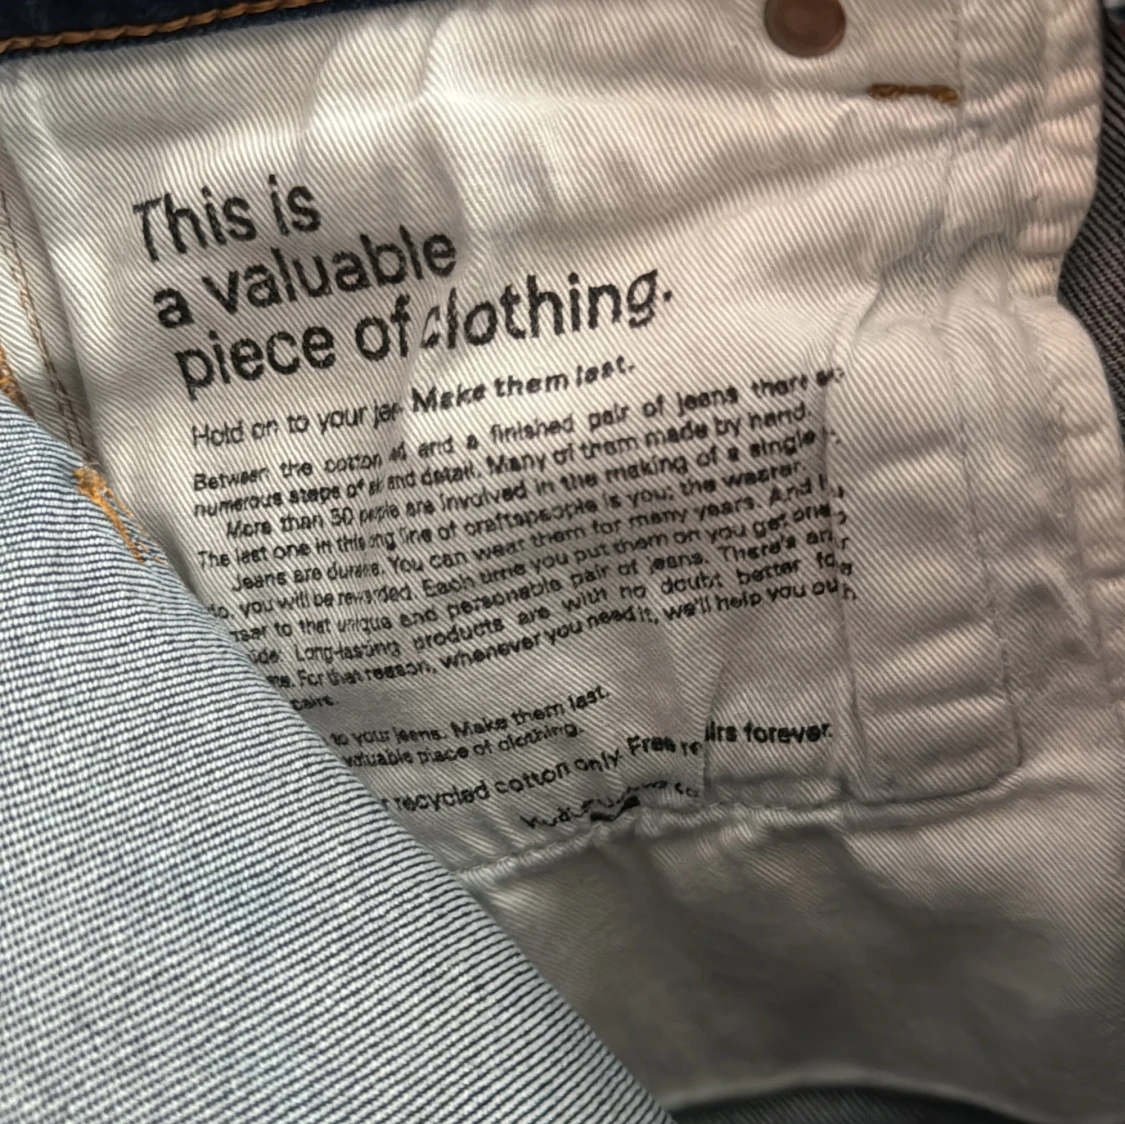 This is
a valuable
piece of clothing.
Hold on to your Make them last.
Between the cotton and a finished pair of jeans there
numerous steps of and detail. Many of them made by hand.
More than 50 people are involved in the making of a single
The last one in this line of craftspeople is you; the wearer.
Jeans are durable. You can wear them for many years. And
you will be rewarded. Each time you put them on you get one
to that unique and personable pair of jeans. There's
Long-lasting products are with no doubt better
For that reason, whenever you need it, we'll help you
to your jeans. Make them last.
valuable piece of clothing.
recycled cotton only. Free forever.